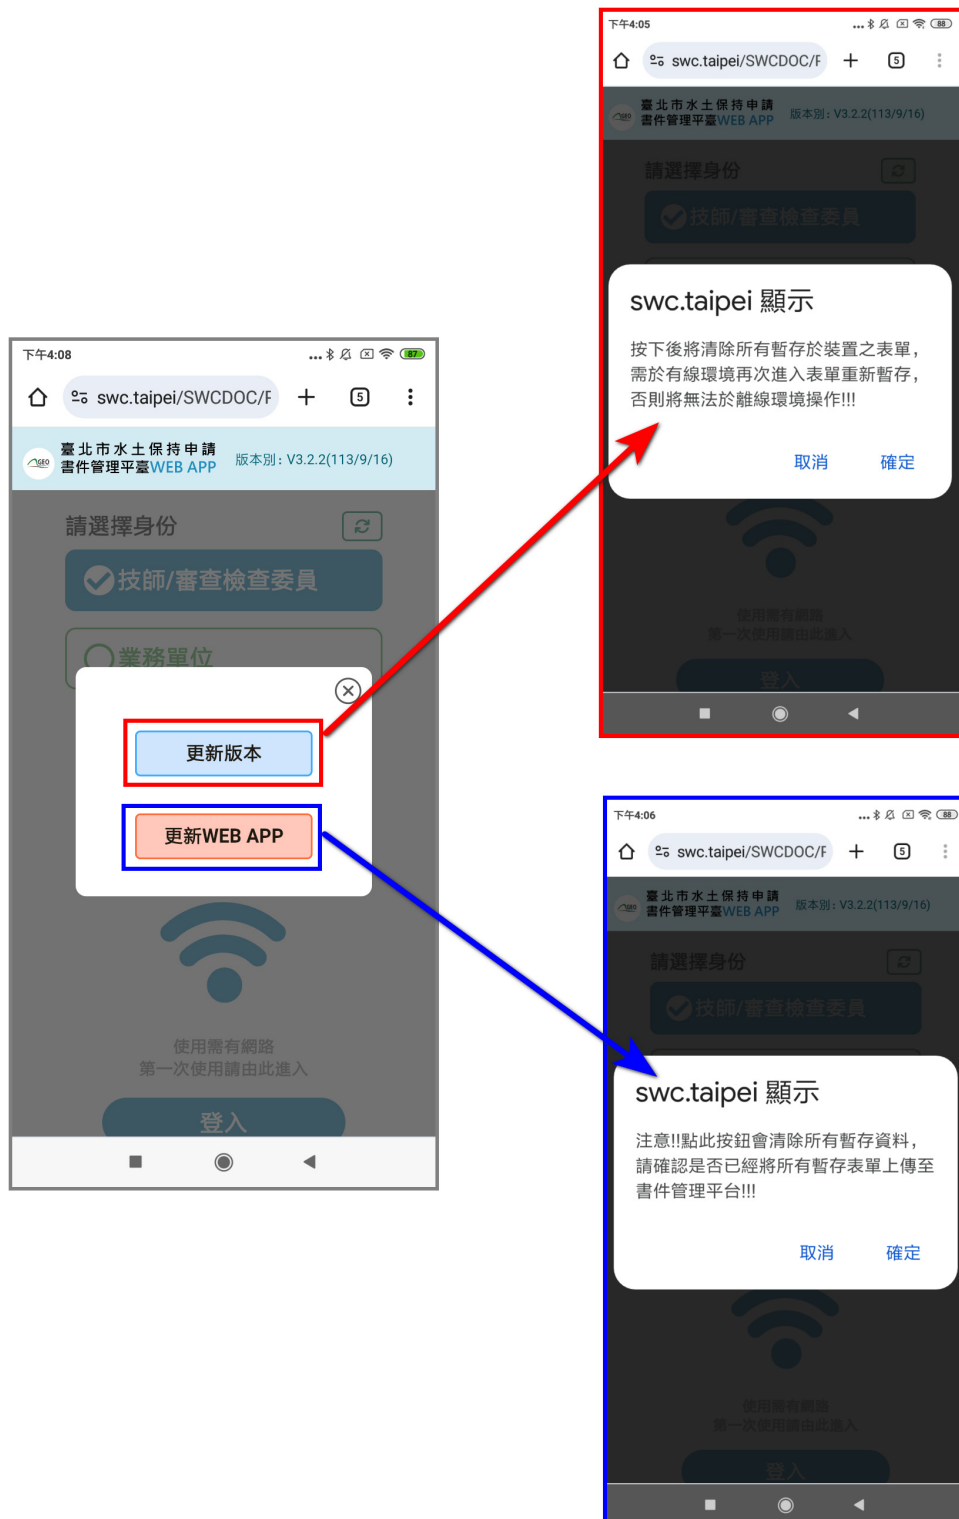 下午4:08
87
swc.taipei/SWCDOC/F
5
GEO
臺北市水土保持申請
書件管理平臺WEB APP
版本別：V3.2.2(113/9/16)
請選擇身份
技師/審查檢查委員
業務單位
更新版本
更新WEB APP
使用需有網路
第一次使用請由此進入
登入
下午4:05
88
swc.taipei/SWCDOC/F
5
GEO
臺北市水土保持申請
書件管理平臺WEB APP
版本別：V3.2.2(113/9/16)
請選擇身份
技師/審查檢查委員
swc.taipei 顯示
按下後將清除所有暫存於裝置之表單，
需於有線環境再次進入表單重新暫存，
否則將無法於離線環境操作!!!
取消
確定
使用需有網路
第一次使用請由此進入
登入
下午4:06
88
swc.taipei/SWCDOC/F
5
GEO
臺北市水土保持申請
書件管理平臺WEB APP
版本別：V3.2.2(113/9/16)
請選擇身份
技師/審查檢查委員
swc.taipei 顯示
注意!!點此按鈕會清除所有暫存資料，
請確認是否已經將所有暫存表單上傳至
書件管理平台!!!
取消
確定
使用需有網路
第一次使用請由此進入
登入